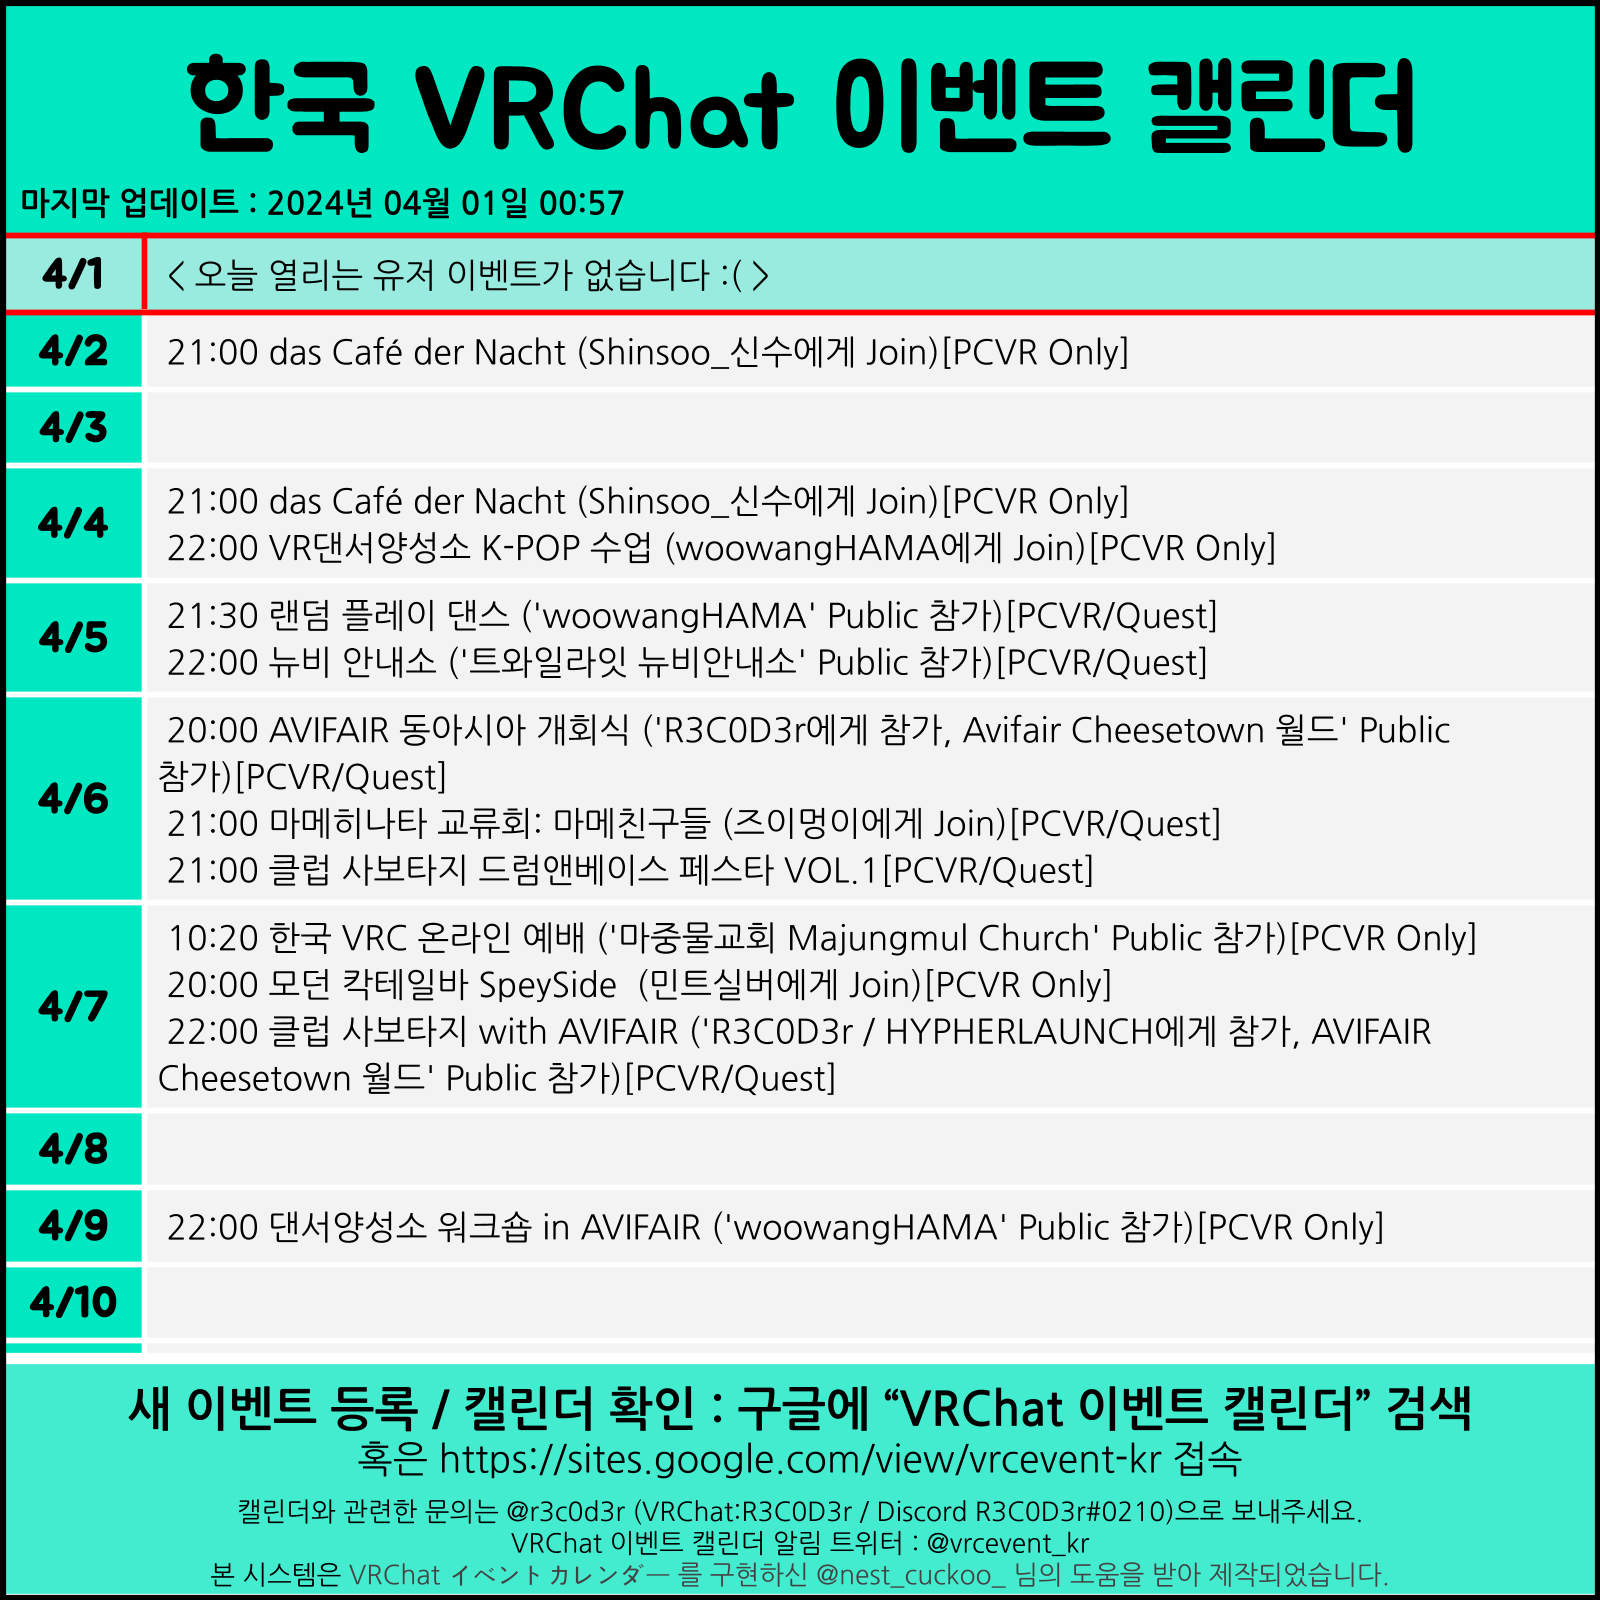 한국 VRChat 이벤트 캘린더
마지막 업데이트 : 2024년 04월 01일 00:57
4/1 < 오늘 열리는 유저 이벤트가 없습니다 :( >
4/2 21:00 das Café der Nacht (Shinsoo_신수에게 Join)[PCVR Only]
4/3
4/4
21:00 das Café der Nacht (Shinsoo_신수에게 Join)[PCVR Only]
22:00 VR댄서양성소 K-POP 수업 (woowangHAMA에게 Join)[PCVR Only]
4/5
21:30 랜덤 플레이 댄스 ('woowangHAMA' Public 참가)[PCVR/Quest]
22:00 뉴비 안내소 ('트와일라잇 뉴비안내소' Public 참가)[PCVR/Quest]
4/6
20:00 AVIFAIR 동아시아 개회식 ('R3C0D3r에게 참가, Avifair Cheesetown 월드' Public
참가)[PCVR/Quest]
21:00 마메히나타 교류회: 마메친구들 (즈이멍이에게 Join)[PCVR/Quest]
21:00 클럽 사보타지 드럼앤베이스 페스타 VOL.1[PCVR/Quest]
4/7
10:20 한국 VRC 온라인 예배 ('마중물교회 Majungmul Church' Public 참가)[PCVR Only]
20:00 모던 칵테일바 SpeySide  (민트실버에게 Join)[PCVR Only]
22:00 클럽 사보타지 with AVIFAIR ('R3C0D3r / HYPHERLAUNCH에게 참가, AVIFAIR
Cheesetown 월드' Public 참가)[PCVR/Quest]
4/8
4/9 22:00 댄서양성소 워크숍 in AVIFAIR ('woowangHAMA' Public 참가)[PCVR Only]
4/10
새 이벤트 등록 / 캘린더 확인 : 구글에 “VRChat 이벤트 캘린더” 검색
혹은 https://sites.google.com/view/vrcevent-kr 접속
캘린더와 관련한 문의는 @r3c0d3r (VRChat:R3C0D3r / Discord R3C0D3r#0210)으로 보내주세요.
VRChat 이벤트 캘린더 알림 트위터 : @vrcevent_kr
본 시스템은 VRChat イベントカレンダー 를 구현하신 @nest_cuckoo_ 님의 도움을 받아 제작되었습니다.